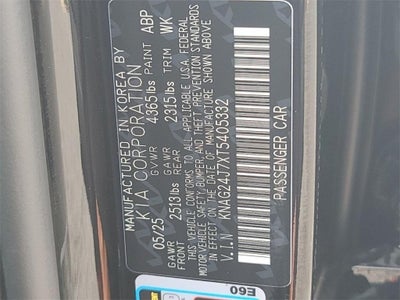 MANUFACTURED IN KOREA BY
KIA CORPORATION
05/25 GVWR 4365lbs PAINT ABP
GAWR FRONT 2513lbs GAWR REAR 2315lbs TRIM WK
THIS VEHICLE CONFORMS TO ALL APPLICABLE U.S.A. FEDERAL
MOTOR VEHICLE SAFETY, BUMPER, AND THEFT PREVENTION STANDARDS
IN EFFECT ON THE DATE OF MANUFACTURE SHOWN ABOVE.
V.I.N KNAG24J7XT5405332
PASSENGER CAR
E60